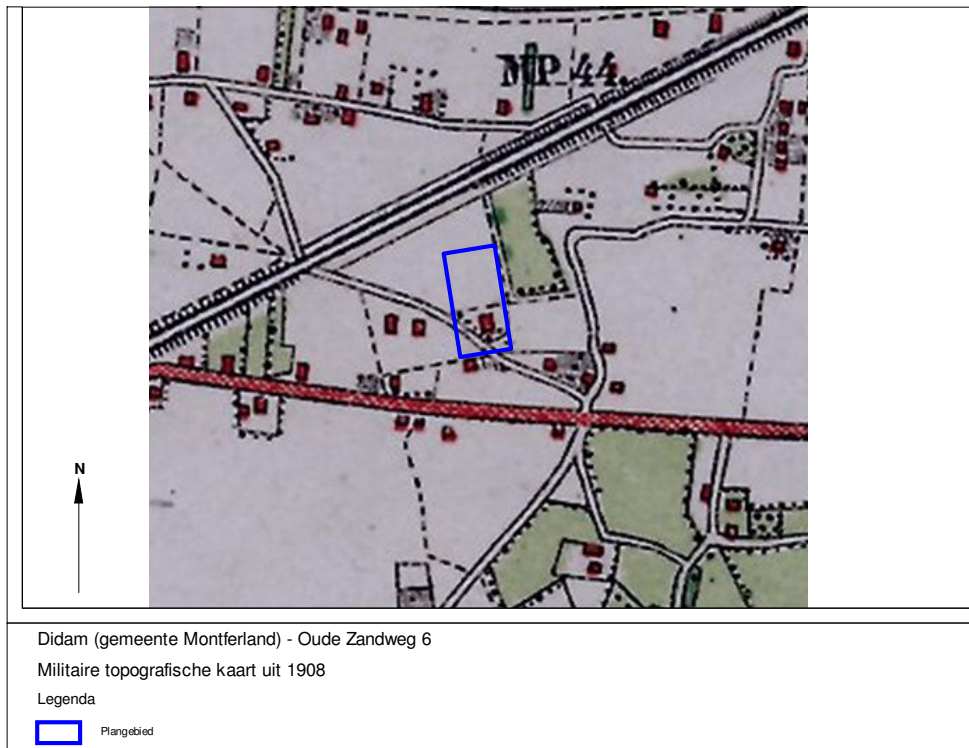 MP. 44
N
Didam (gemeente Montferland) - Oude Zandweg 6
Militaire topografische kaart uit 1908
Legenda
Plangebied